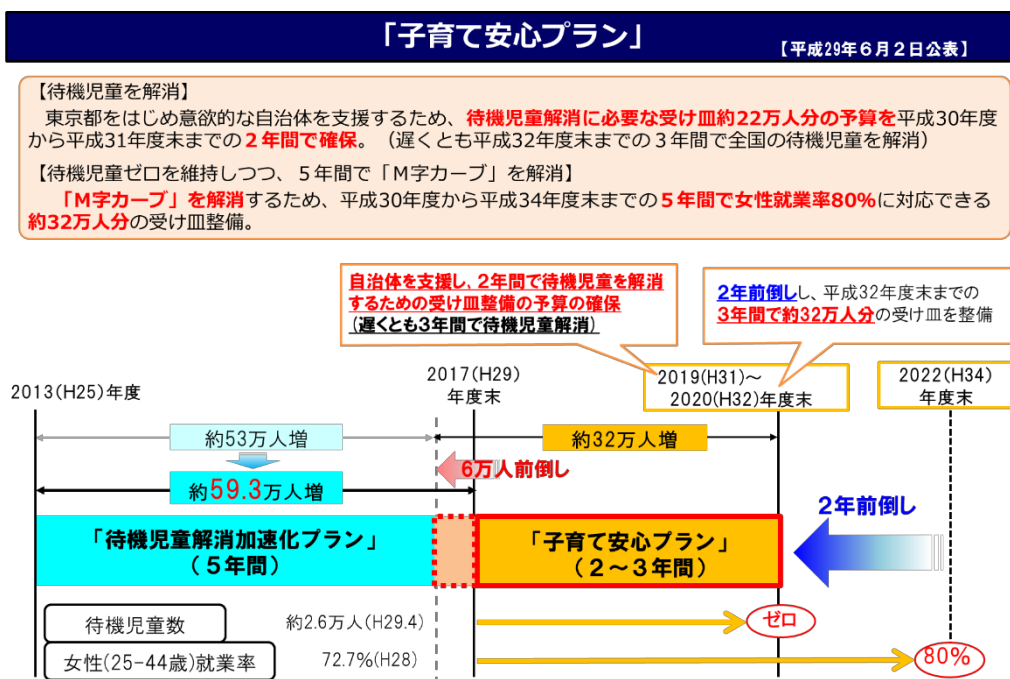 「子育て安心プラン」
【平成29年６月２日公表】
【待機児童を解消】
東京都をはじめ意欲的な自治体を支援するため、待機児童解消に必要な受け皿約22万人分の予算を平成30年度
から平成31年度末までの２年間で確保。（遅くとも平成32年度末までの３年間で全国の待機児童を解消）
【待機児童ゼロを維持しつつ、５年間で「M字カーブ」を解消】
「M字カーブ」を解消するため、平成30年度から平成34年度末までの５年間で女性就業率80%に対応できる
約32万人分の受け皿整備。
自治体を支援し、2年間で待機児童を解消
するための受け皿整備の予算の確保
（遅くとも3年間で待機児童解消）
2年前倒しし、平成32年度末までの
3年間で約32万人分の受け皿を整備
2013(H25)年度
2017(H29)
年度末
2019(H31)～
2020(H32)年度末
2022(H34)
年度末
約53万人増
約32万人増
6万人前倒し
約59.3万人増
2年前倒し
「待機児童解消加速化プラン」
（５年間）
「子育て安心プラン」
（２～３年間）
待機児童数
約2.6万人(H29.4)
ゼロ
女性(25-44歳)就業率
72.7%(H28)
80%